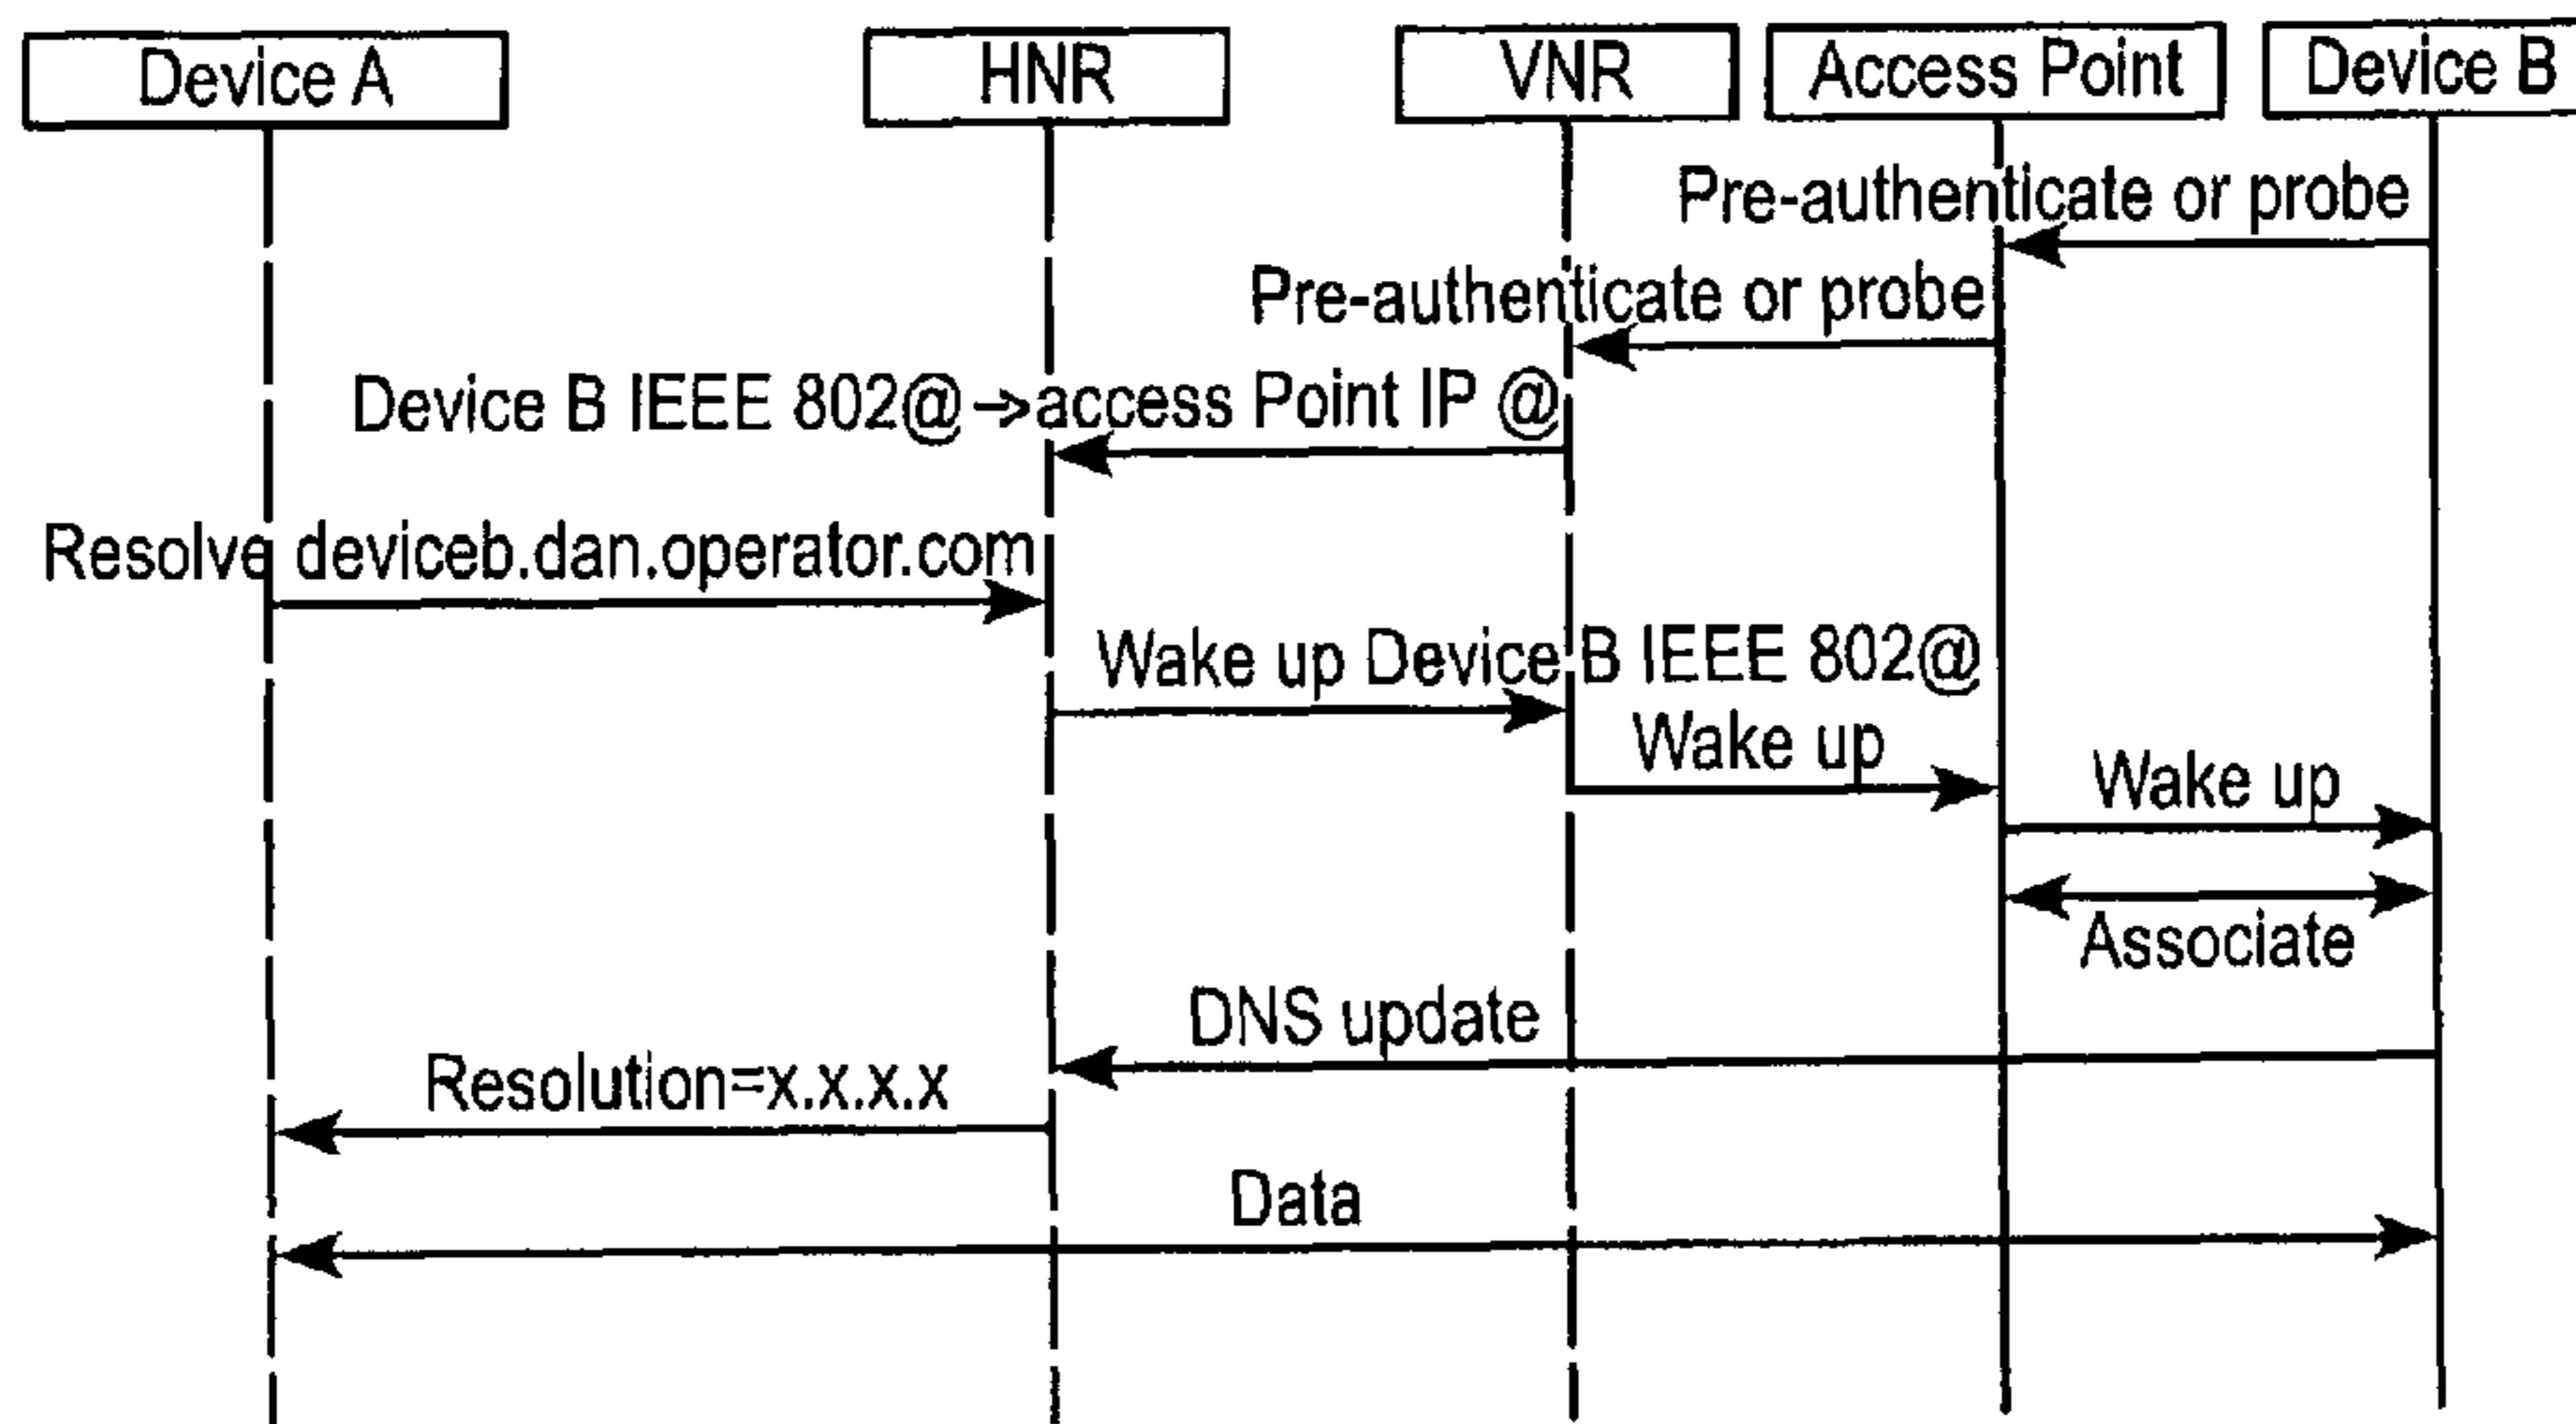 Device A
HNR
VNR
Access Point
Device B
Pre-authenticate or probe
Pre-authenticate or probe
Device B IEEE 802@->access Point IP @
Resolve deviceb.dan.operator.com
Wake up Device B IEEE 802@
Wake up
Wake up
Associate
DNS update
Resolution=x.x.x.x
Data